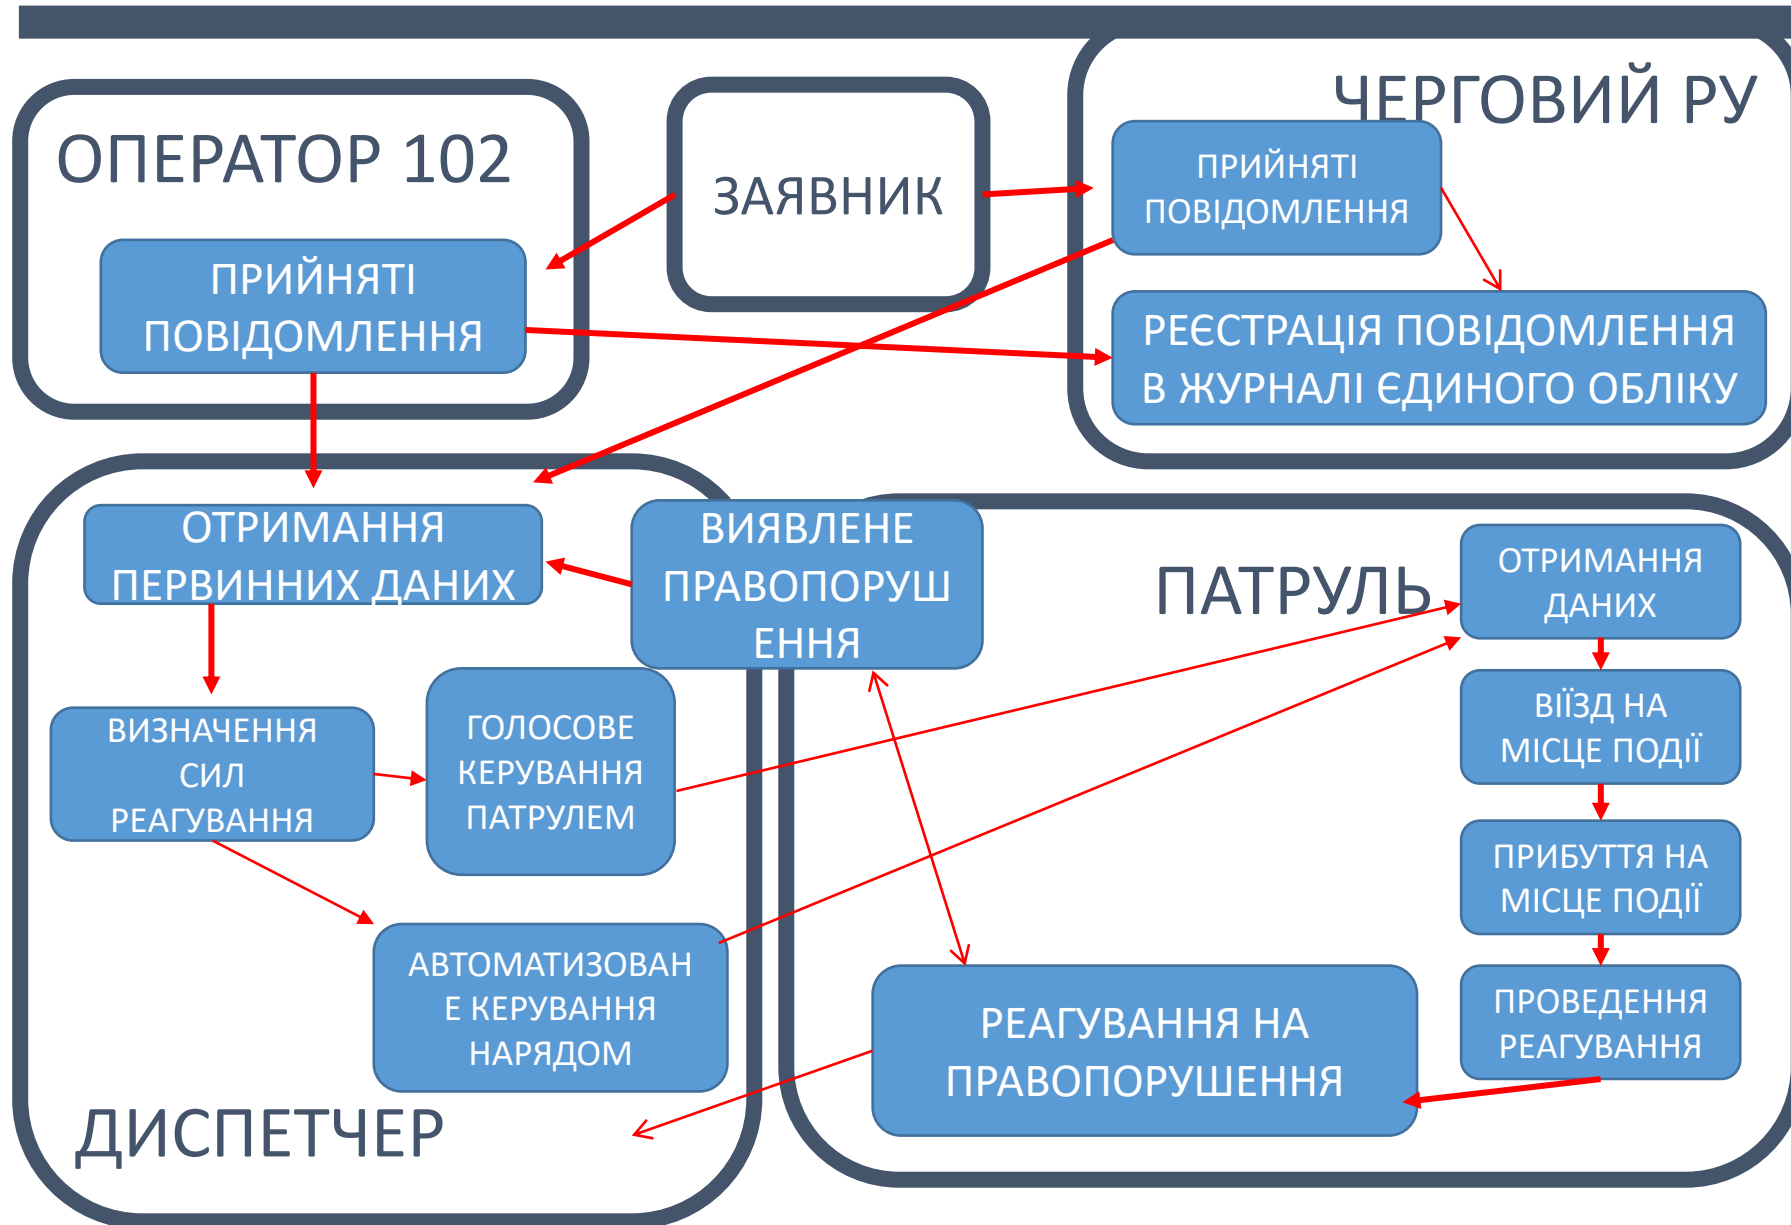 ОПЕРАТОР 102
ПРИЙНЯТІ
ПОВІДОМЛЕННЯ
ЗАЯВНИК
ЧЕРГОВИЙ РУ
ПРИЙНЯТІ
ПОВІДОМЛЕННЯ
РЕЄСТРАЦІЯ ПОВІДОМЛЕННЯ
В ЖУРНАЛІ ЄДИНОГО ОБЛІКУ
ОТРИМАННЯ
ПЕРВИННИХ ДАНИХ
ВИЗНАЧЕННЯ
СИЛ
РЕАГУВАННЯ
ГОЛОСОВЕ
КЕРУВАННЯ
ПАТРУЛЕМ
АВТОМАТИЗОВАН
Е КЕРУВАННЯ
НАРЯДОМ
ДИСПЕТЧЕР
ВИЯВЛЕНЕ
ПРАВОПОРУШ
ЕННЯ
ПАТРУЛЬ
ОТРИМАННЯ
ДАНИХ
ВІЇЗД НА
МІСЦЕ ПОДІЇ
ПРИБУТТЯ НА
МІСЦЕ ПОДІЇ
ПРОВЕДЕННЯ
РЕАГУВАННЯ
РЕАГУВАННЯ НА
ПРАВОПОРУШЕННЯ